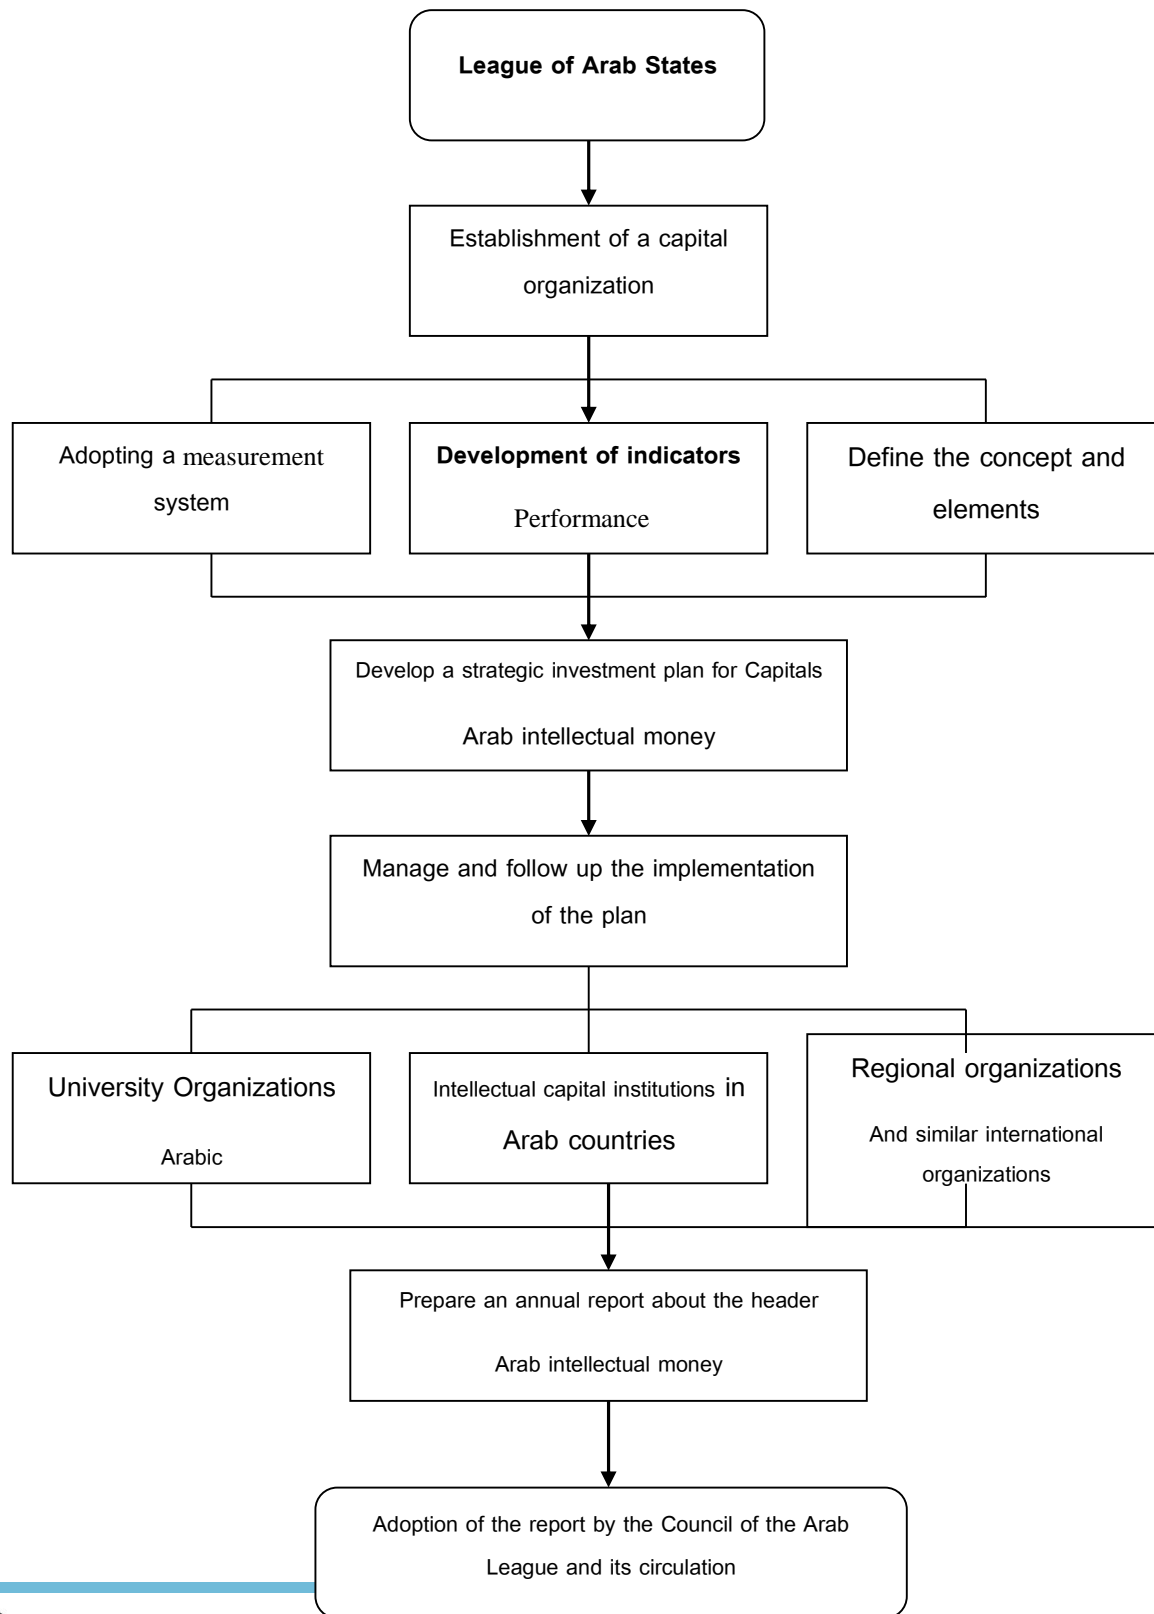 League of Arab States
Establishment of a capital
organization
Adopting a measurement
system
Development of indicators
Performance
Define the concept and
elements
Develop a strategic investment plan for Capitals
Arab intellectual money
Manage and follow up the implementation
of the plan
University Organizations
Arabic
Intellectual capital institutions in
Arab countries
Regional organizations
And similar international
organizations
Prepare an annual report about the header
Arab intellectual money
Adoption of the report by the Council of the Arab
League and its circulation